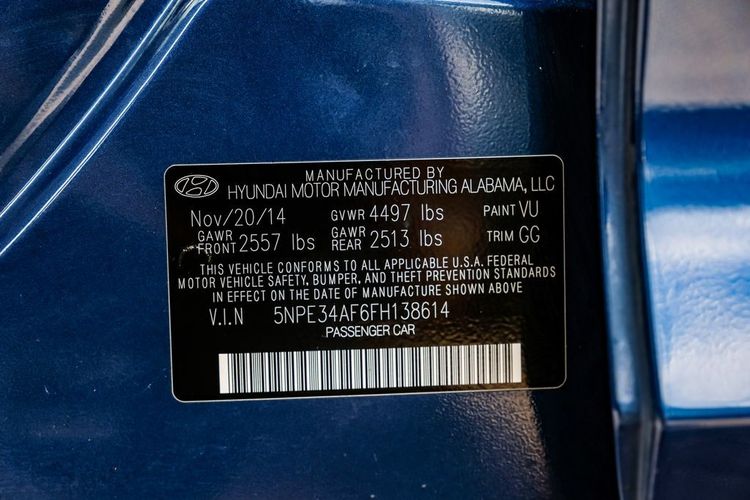 MANUFACTURED BY
HYUNDAI MOTOR MANUFACTURING ALABAMA, LLC
Nov/20/14 GVWR 4497 lbs PAINT VU
GAWR FRONT 2557 lbs GAWR REAR 2513 lbs TRIM GG
THIS VEHICLE CONFORMS TO ALL APPLICABLE U.S.A. FEDERAL
MOTOR VEHICLE SAFETY, BUMPER, AND THEFT PREVENTION STANDARDS
IN EFFECT ON THE DATE OF MANUFACTURE SHOWN ABOVE
V.I.N 5NPE34AF6FH138614
PASSENGER CAR